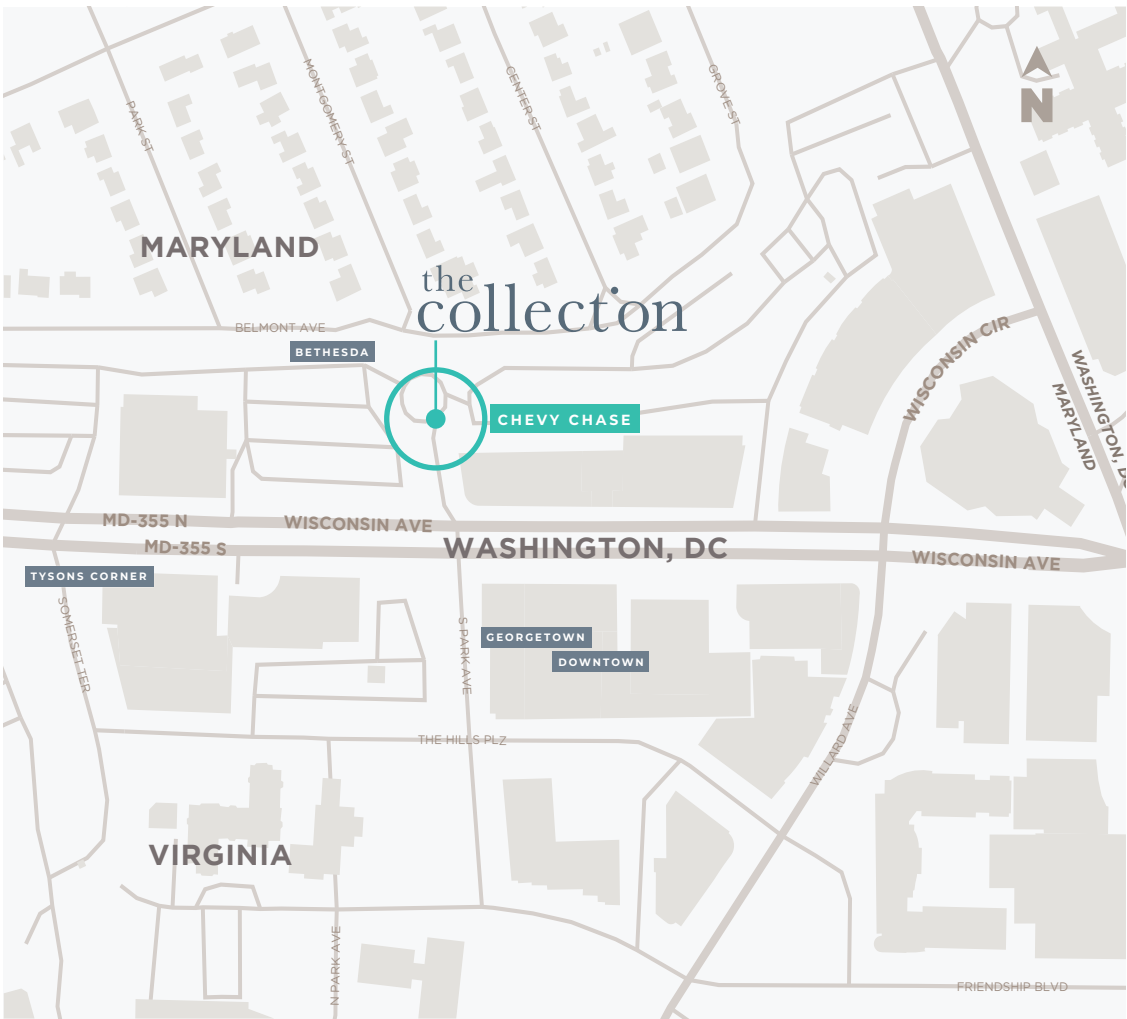 PARK ST
MONTGOMERY ST
CENTER ST
GROVE ST
N
MARYLAND
the
collection
BELMONT AVE
BETHESDA
CHEVY CHASE
WISCONSIN CIR
WASHINGTON, DC
MARYLAND
MD-355 N
WISCONSIN AVE
MD-355 S
WASHINGTON, DC
WISCONSIN AVE
TYSONS CORNER
SOMERSET TER
S PARK AVE
GEORGETOWN
DOWNTOWN
THE HILLS PLZ
WILLARD AVE
VIRGINIA
N PARK AVE
FRIENDSHIP BLVD